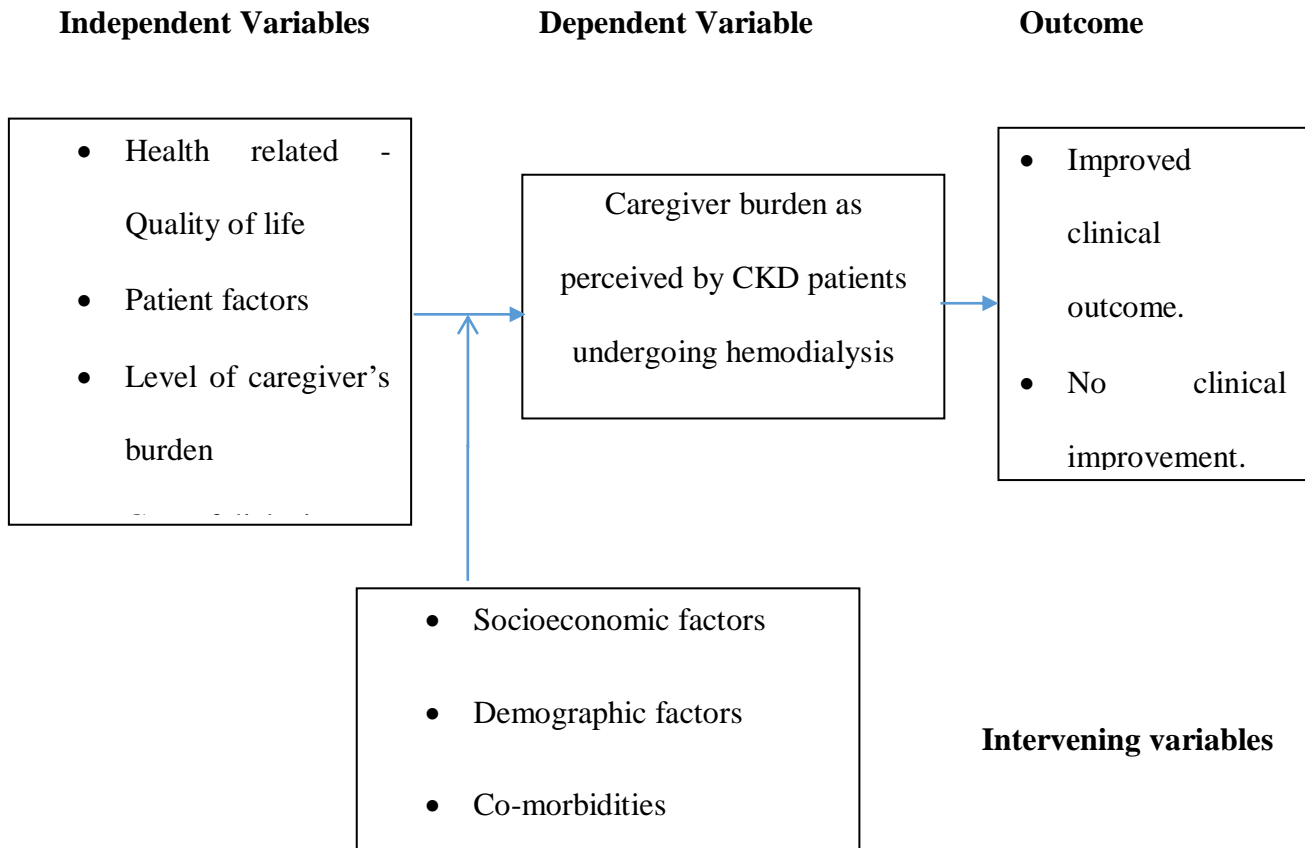 Independent Variables
Dependent Variable
Outcome
• Health related -
Quality of life
• Patient factors
• Level of caregiver’s
burden
Caregiver burden as
perceived by CKD patients
undergoing hemodialysis
• Improved
clinical
outcome.
• No clinical
improvement.
• Socioeconomic factors
• Demographic factors
• Co-morbidities
Intervening variables